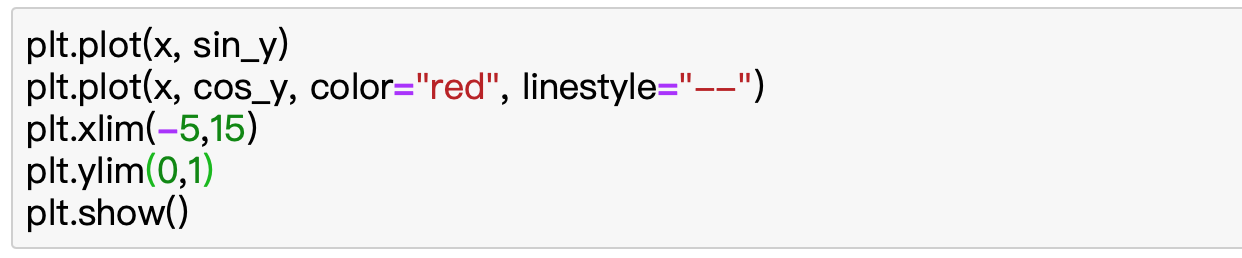 plt.plot(x, sin_y)
plt.plot(x, cos_y, color="red", linestyle="--")
plt.xlim(-5,15)
plt.ylim(0,1)
plt.show()